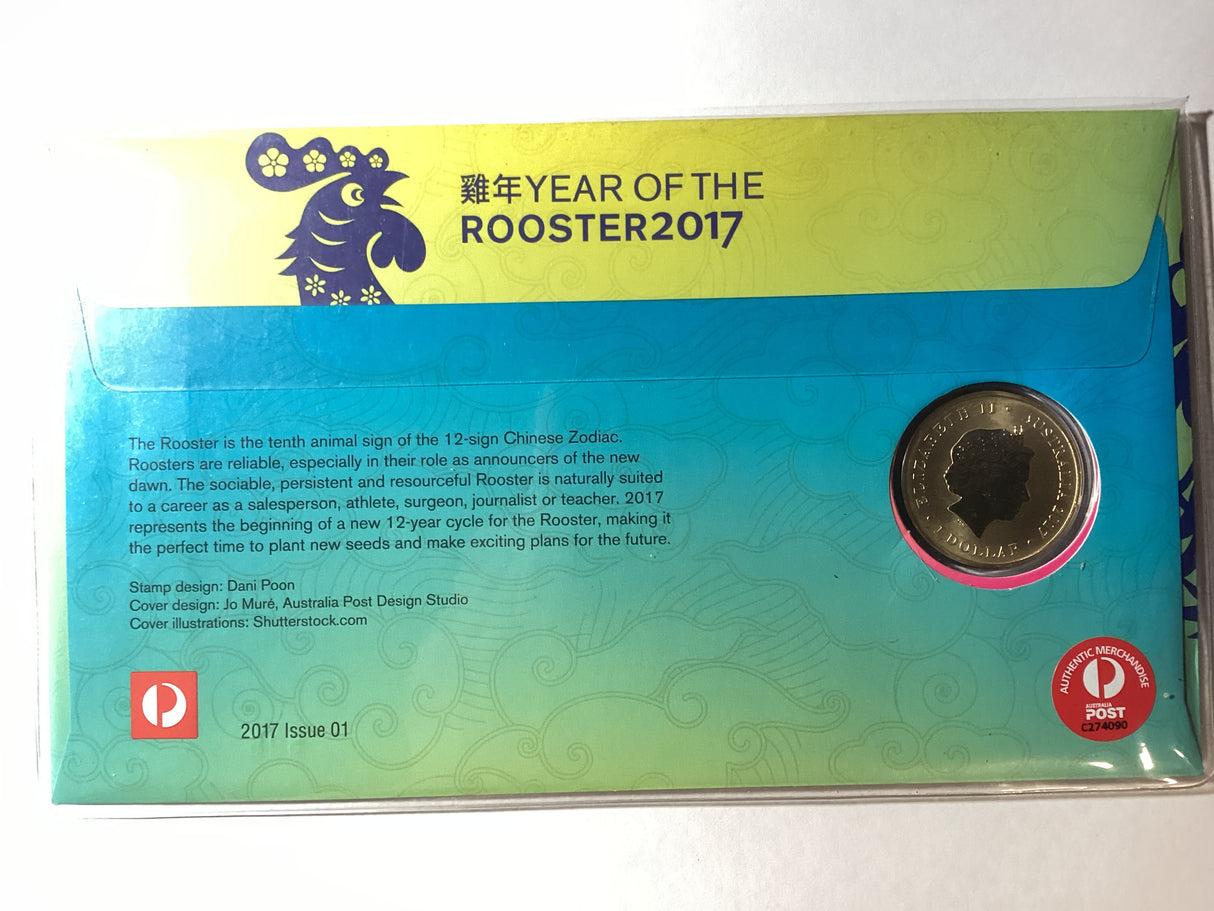 雞年YEAR OF THE
ROOSTER2017
The Rooster is the tenth animal sign of the 12-sign Chinese Zodiac.
Roosters are reliable, especially in their role as announcers of the new
dawn. The sociable, persistent and resourceful Rooster is naturally suited
to a career as a salesperson, athlete, surgeon, journalist or teacher. 2017
represents the beginning of a new 12-year cycle for the Rooster, making it
the perfect time to plant new seeds and make exciting plans for the future.
Stamp design: Dani Poon
Cover design: Jo Muré, Australia Post Design Studio
Cover illustrations: Shutterstock.com
2017 Issue 01
ELIZABETH II · AUSTRALIA 2017 · 1 DOLLAR ·
AUTHENTIC MERCHANDISE
AUSTRALIA
POST
C274090